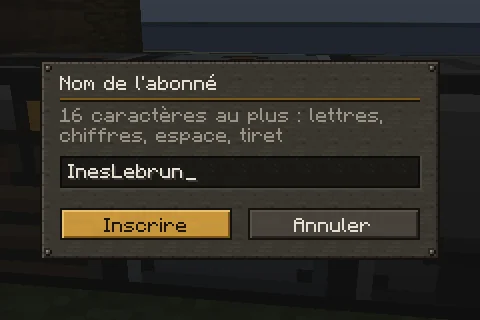 Nom de l'abonné
16 caractères au plus : lettres,
chiffres, espace, tiret
InesLebrun_
Inscrire
Annuler